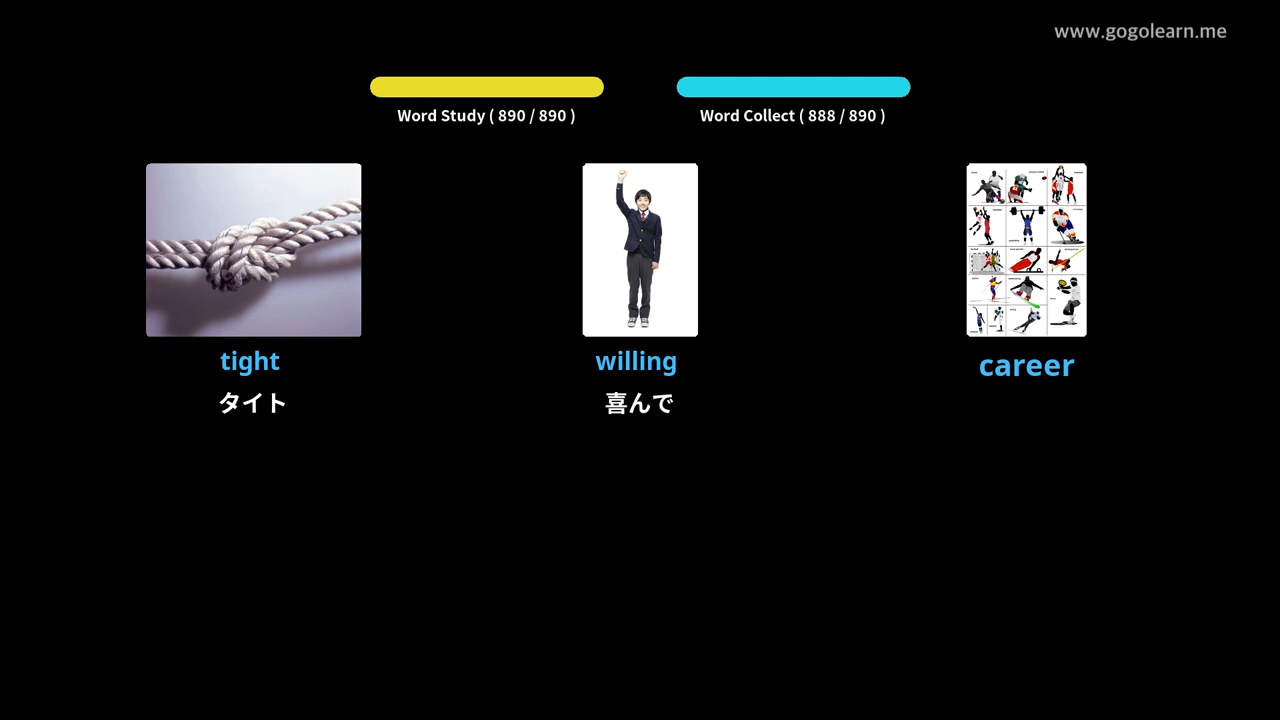 www.gogolearn.me
Word Study ( 890 / 890 )
Word Collect ( 888 / 890 )
tight
willing
career
タイト
喜んで